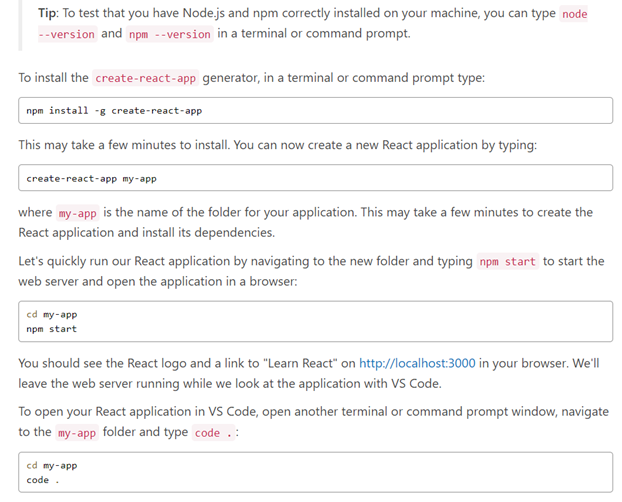 Tip: To test that you have Node.js and npm correctly installed on your machine, you can type node
--version and npm --version in a terminal or command prompt.
To install the create-react-app generator, in a terminal or command prompt type:
npm install -g create-react-app
This may take a few minutes to install. You can now create a new React application by typing:
create-react-app my-app
where my-app is the name of the folder for your application. This may take a few minutes to create the
React application and install its dependencies.
Let's quickly run our React application by navigating to the new folder and typing npm start to start the
web server and open the application in a browser:
cd my-app
npm start
You should see the React logo and a link to "Learn React" on http://localhost:3000 in your browser. We'll
leave the web server running while we look at the application with VS Code.
To open your React application in VS Code, open another terminal or command prompt window, navigate
to the my-app folder and type code . :
cd my-app
code .